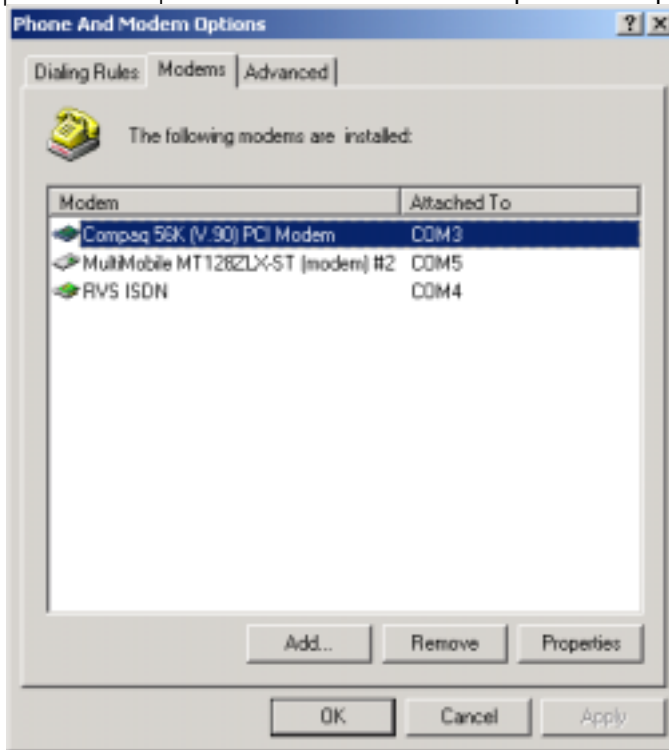 Phone And Modem Options
Dialing Rules Modems Advanced
The following modems are installed:
Modem Attached To
Compaq 56K (V.90) PCI Modem COM3
MultiMobile MT128ZLX-ST (modem) #2 COM5
RVS ISDN COM4
Add... Remove Properties
OK Cancel Apply